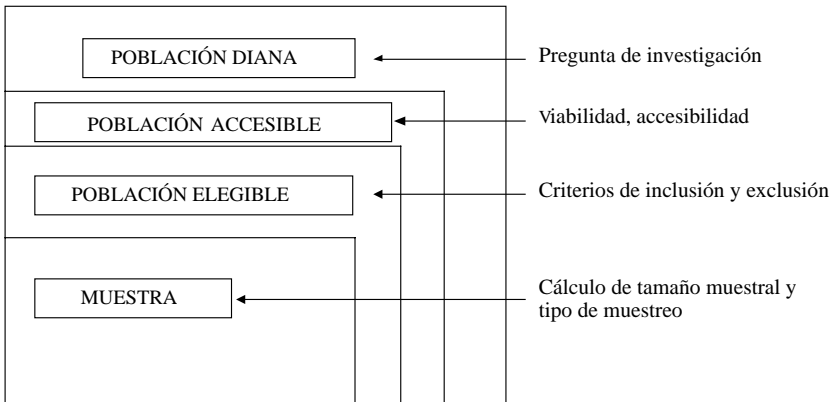 POBLACIÓN DIANA
Pregunta de investigación
POBLACIÓN ACCESIBLE
Viabilidad, accesibilidad
POBLACIÓN ELEGIBLE
Criterios de inclusión y exclusión
MUESTRA
Cálculo de tamaño muestral y
tipo de muestreo